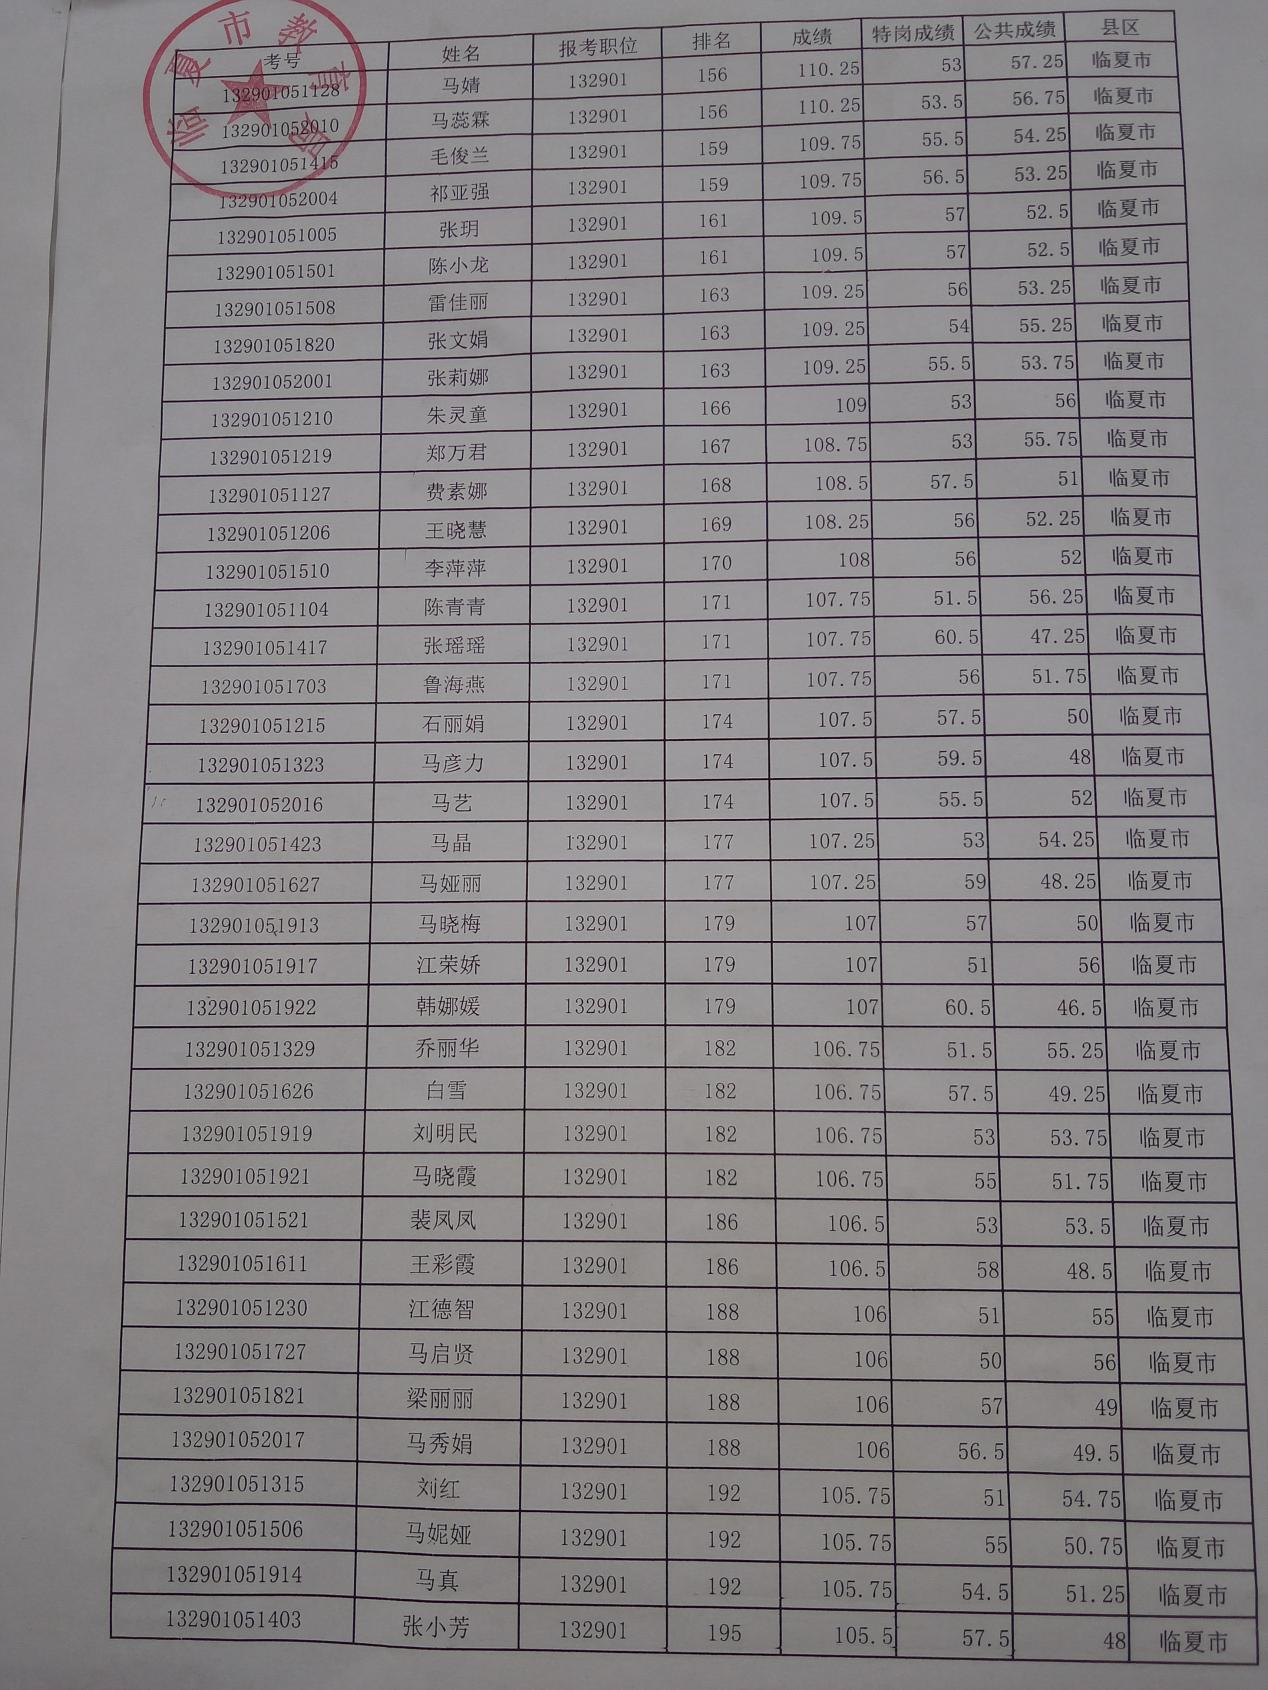 临夏市教育局
考号 姓名 报考职位 排名 成绩 特岗成绩 公共成绩 县区
132901051128 马婧 132901 156 110.25 53 57.25 临夏市
132901052010 马蕊霖 132901 156 110.25 53.5 56.75 临夏市
132901051415 毛俊兰 132901 159 109.75 55.5 54.25 临夏市
132901052004 祁亚强 132901 159 109.75 56.5 53.25 临夏市
132901051005 张玥 132901 161 109.5 57 52.5 临夏市
132901051501 陈小龙 132901 161 109.5 57 52.5 临夏市
132901051508 雷佳丽 132901 163 109.25 56 53.25 临夏市
132901051820 张文娟 132901 163 109.25 54 55.25 临夏市
132901052001 张莉娜 132901 163 109.25 55.5 53.75 临夏市
132901051210 朱灵童 132901 166 109 53 56 临夏市
132901051219 郑万君 132901 167 108.75 53 55.75 临夏市
132901051127 费素娜 132901 168 108.5 57.5 51 临夏市
132901051206 王晓慧 132901 169 108.25 56 52.25 临夏市
132901051510 李萍萍 132901 170 108 56 52 临夏市
132901051104 陈青青 132901 171 107.75 51.5 56.25 临夏市
132901051417 张瑶瑶 132901 171 107.75 60.5 47.25 临夏市
132901051703 鲁海燕 132901 171 107.75 56 51.75 临夏市
132901051215 石丽娟 132901 174 107.5 57.5 50 临夏市
132901051323 马彦力 132901 174 107.5 59.5 48 临夏市
132901052016 马艺 132901 174 107.5 55.5 52 临夏市
132901051423 马晶 132901 177 107.25 53 54.25 临夏市
132901051627 马娅丽 132901 177 107.25 59 48.25 临夏市
132901051913 马晓梅 132901 179 107 57 50 临夏市
132901051917 江荣娇 132901 179 107 51 56 临夏市
132901051922 韩娜媛 132901 179 107 60.5 46.5 临夏市
132901051329 乔丽华 132901 182 106.75 51.5 55.25 临夏市
132901051626 白雪 132901 182 106.75 57.5 49.25 临夏市
132901051919 刘明民 132901 182 106.75 53 53.75 临夏市
132901051921 马晓霞 132901 182 106.75 55 51.75 临夏市
132901051521 裴凤凤 132901 186 106.5 53 53.5 临夏市
132901051611 王彩霞 132901 186 106.5 58 48.5 临夏市
132901051230 江德智 132901 188 106 51 55 临夏市
132901051727 马启贤 132901 188 106 50 56 临夏市
132901051821 梁丽丽 132901 188 106 57 49 临夏市
132901052017 马秀娟 132901 188 106 56.5 49.5 临夏市
132901051315 刘红 132901 192 105.75 51 54.75 临夏市
132901051506 马妮娅 132901 192 105.75 55 50.75 临夏市
132901051914 马真 132901 192 105.75 54.5 51.25 临夏市
132901051403 张小芳 132901 195 105.5 57.5 48 临夏市